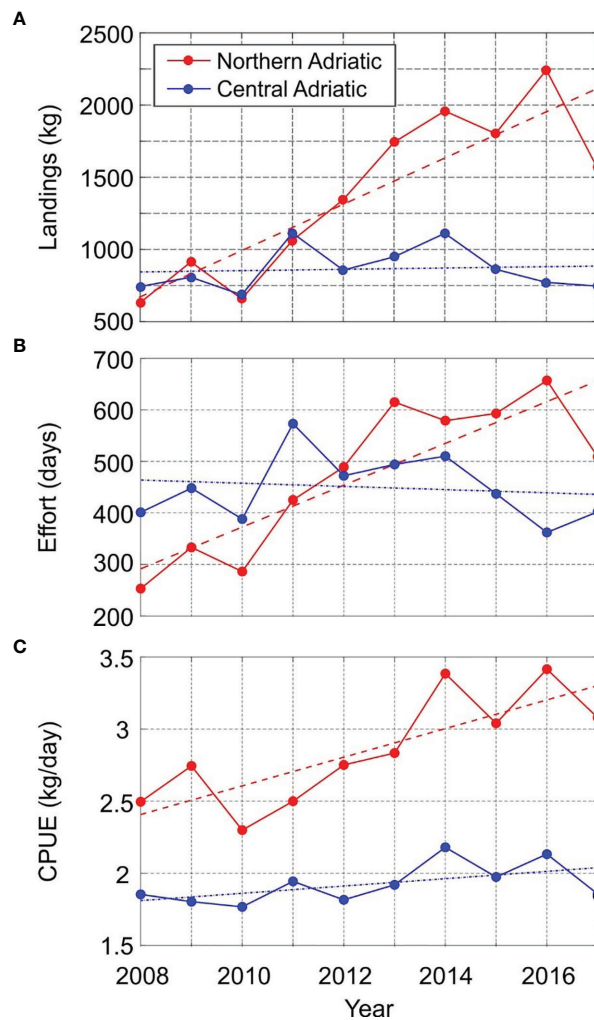 A
2500
2000
1500
1000
500
Landings (kg)
Northern Adriatic
Central Adriatic
B
700
600
500
400
300
200
Effort (days)
C
3.5
3
2.5
2
1.5
CPUE (kg/day)
2008 2010 2012 2014 2016
Year